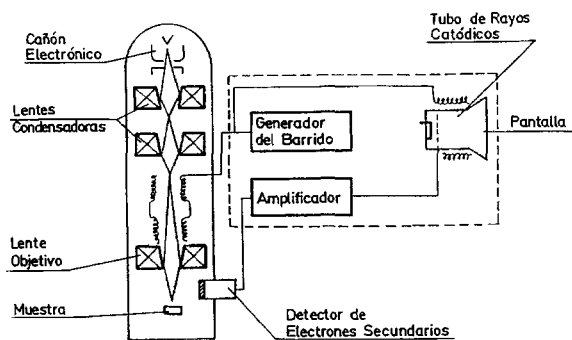 Cañón
Electrónico
Lentes
Condensadoras
Lente
Objetivo
Muestra
Tubo de Rayos
Catódicos
Generador
del Barrido
Pantalla
Amplificador
Detector de
Electrones Secundarios